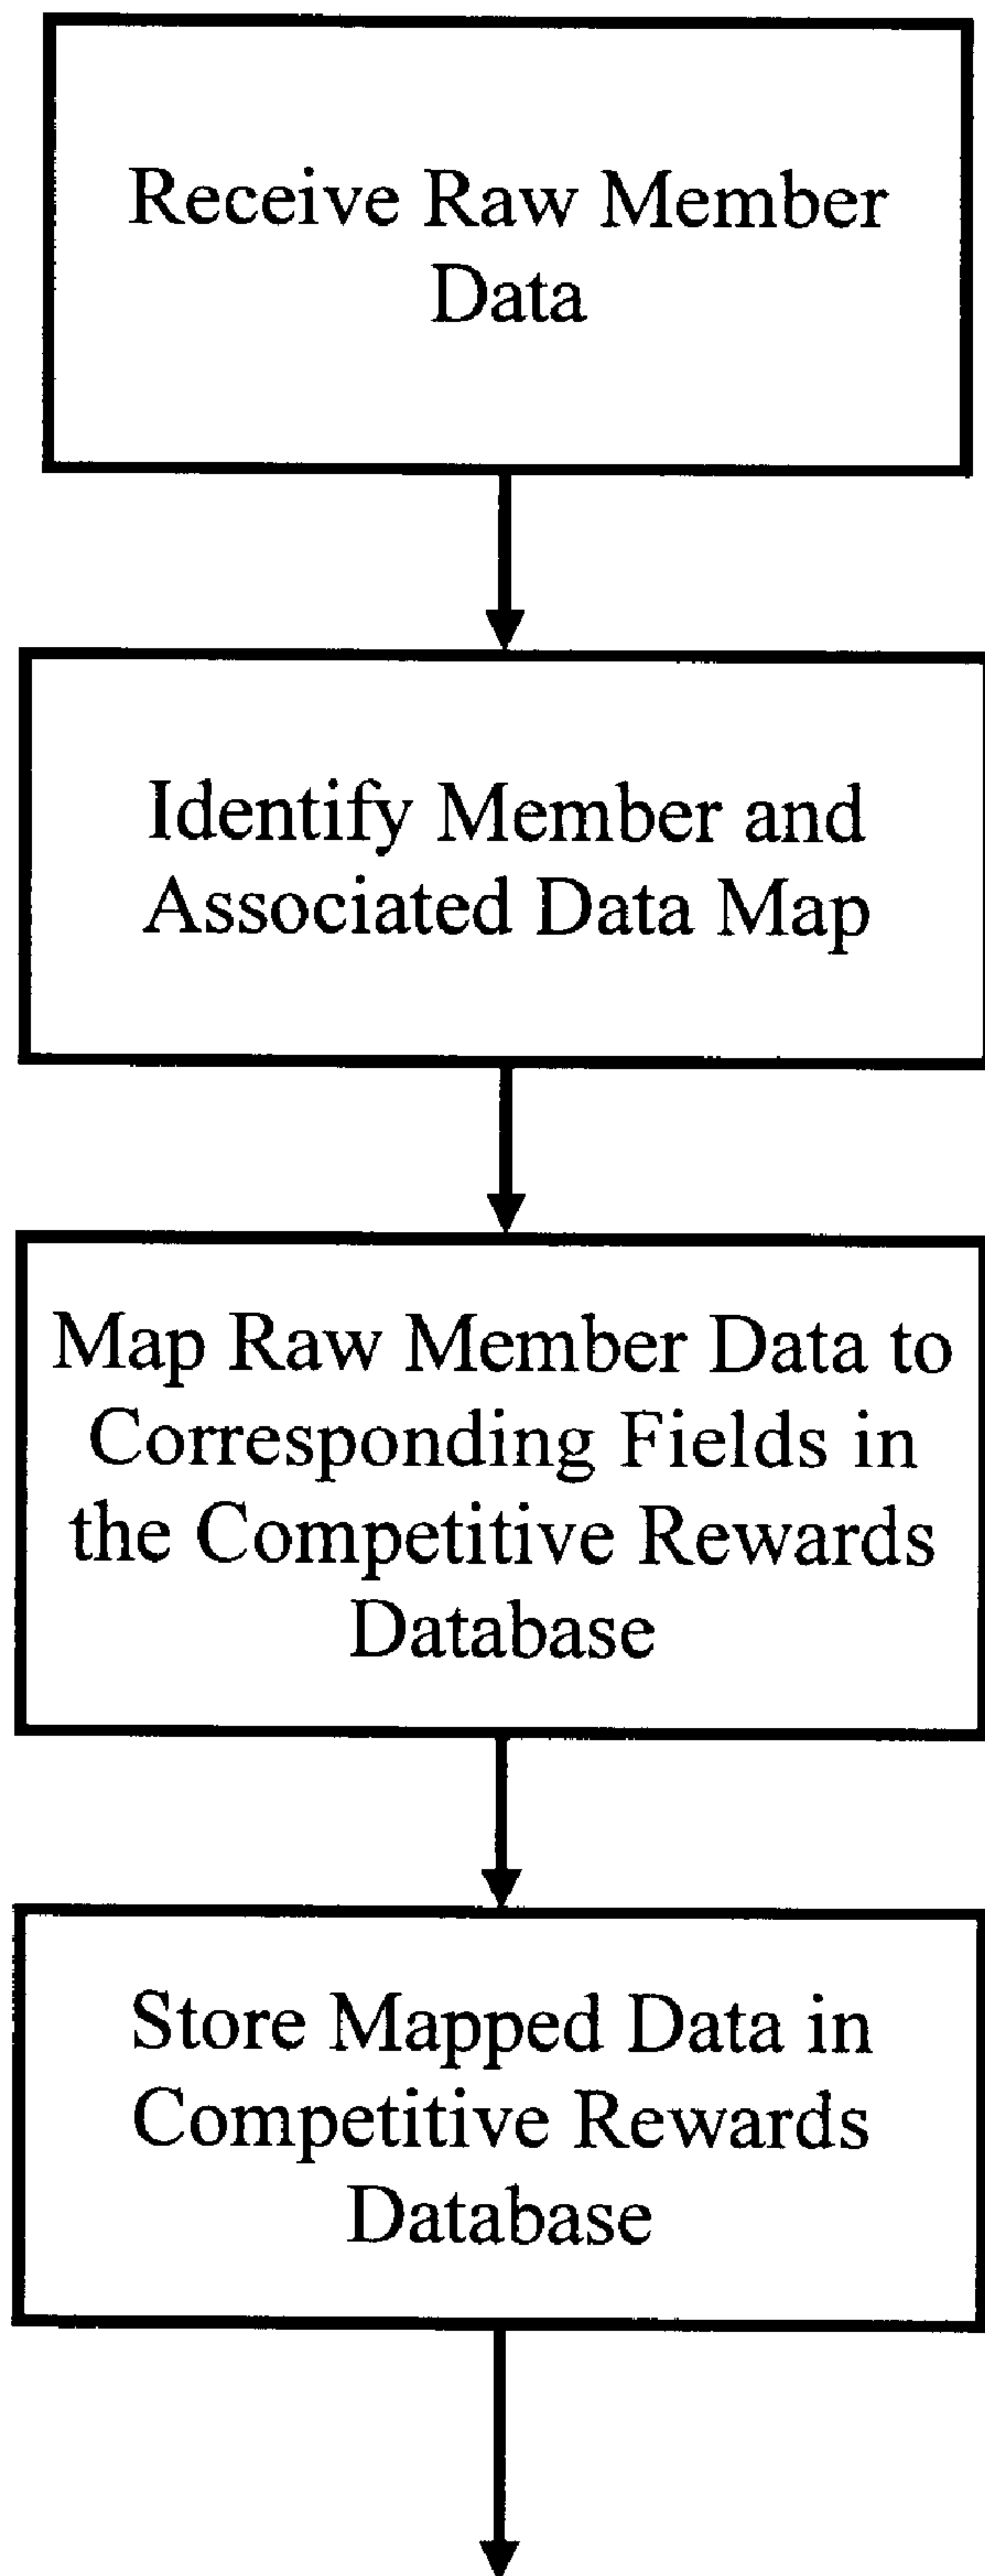 Receive Raw Member
Data
Identify Member and
Associated Data Map
Map Raw Member Data to
Corresponding Fields in
the Competitive Rewards
Database
Store Mapped Data in
Competitive Rewards
Database